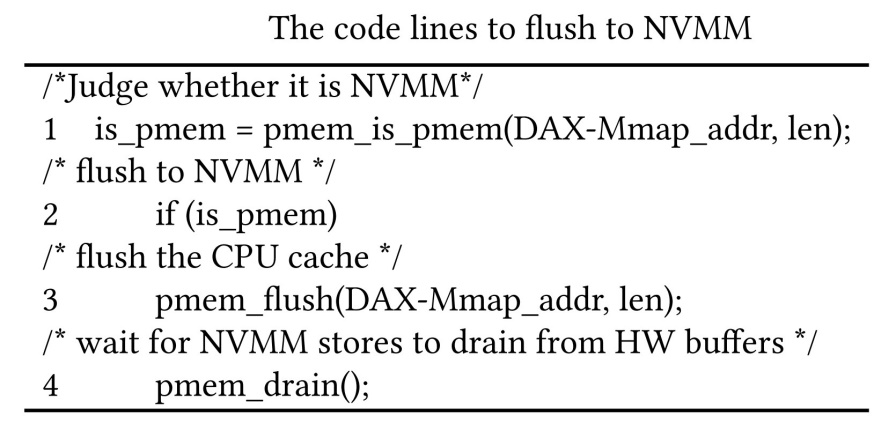 The code lines to flush to NVMM
/*Judge whether it is NVMM*/
1 is_pmem = pmem_is_pmem(DAX-Mmap_addr, len);
/* flush to NVMM */
2 if (is_pmem)
/* flush the CPU cache */
3 pmem_flush(DAX-Mmap_addr, len);
/* wait for NVMM stores to drain from HW buffers */
4 pmem_drain();